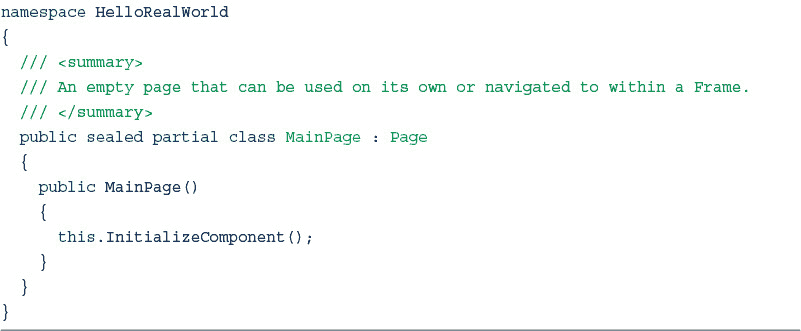 namespace HelloRealWorld
{
  /// <summary>
  /// An empty page that can be used on its own or navigated to within a Frame.
  /// </summary>
  public sealed partial class MainPage : Page
  {
    public MainPage()
    {
      this.InitializeComponent();
    }
  }
}